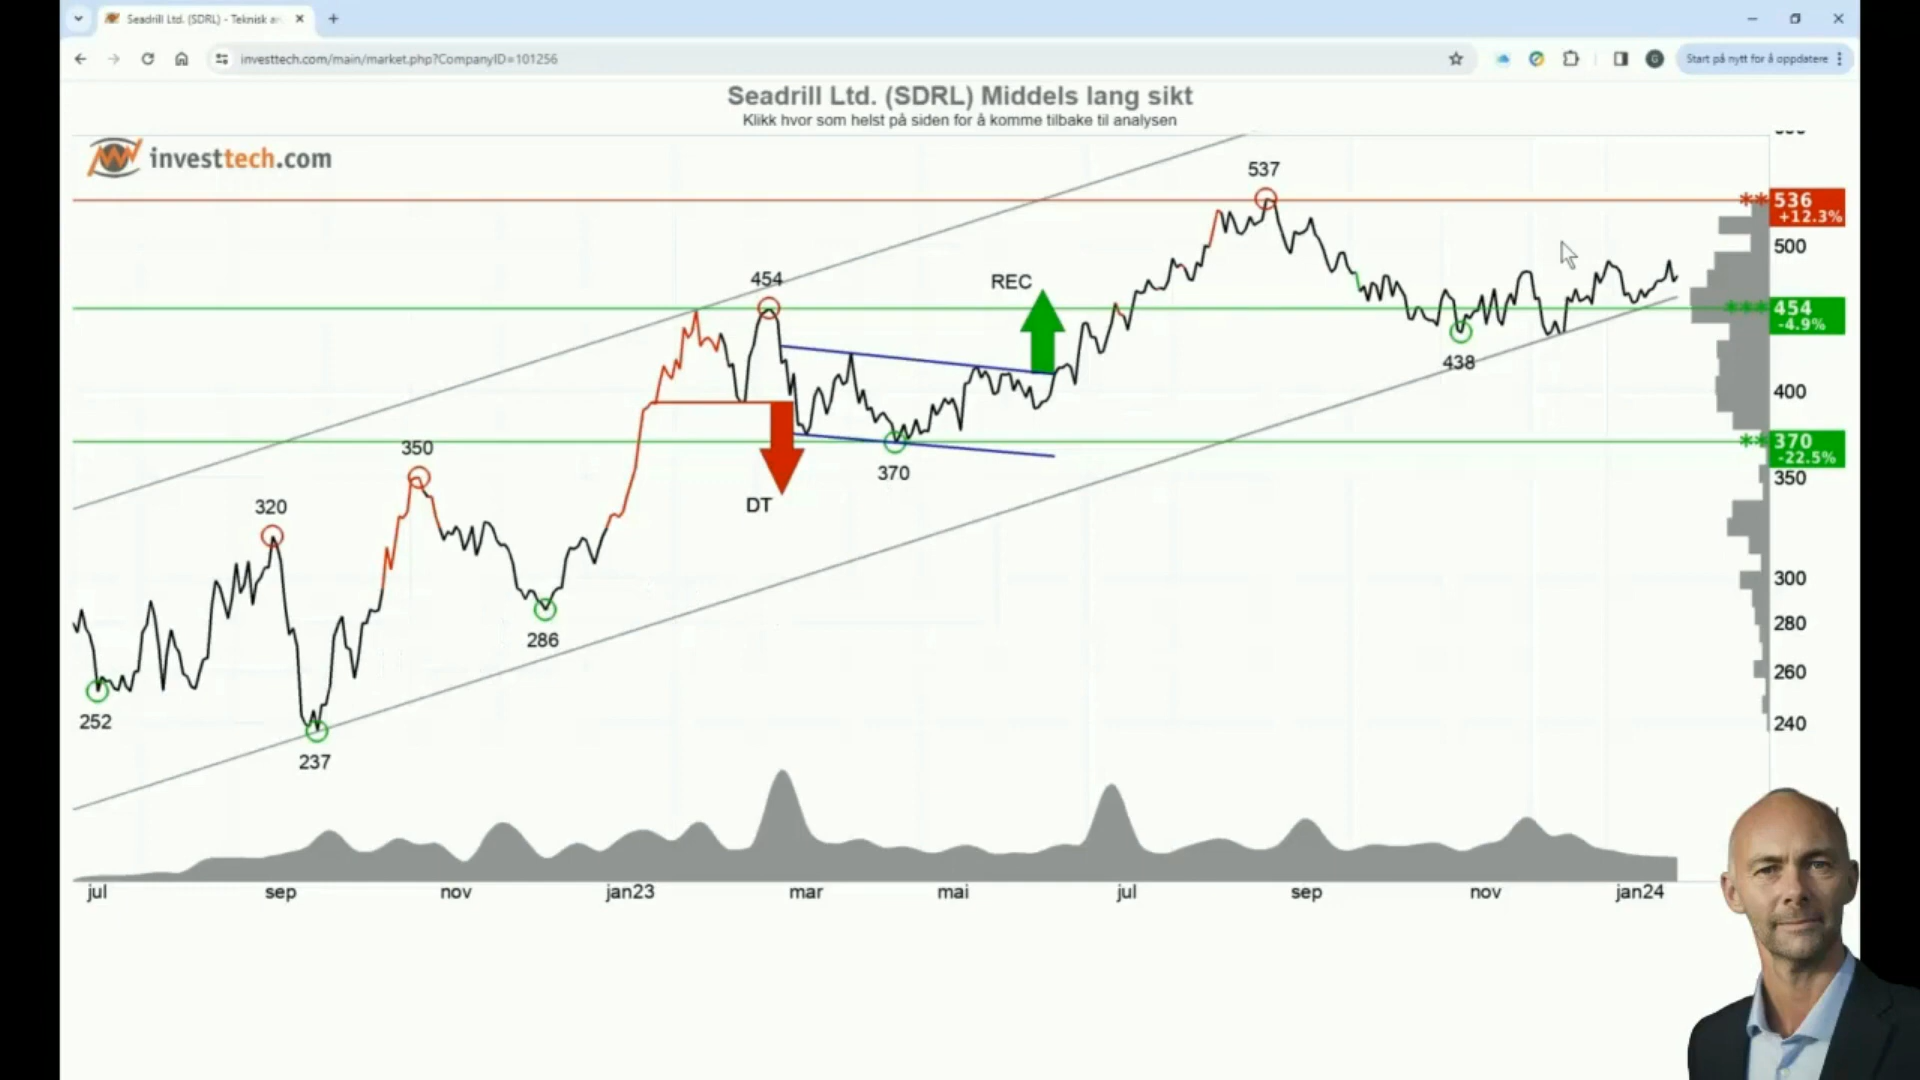 Seadrill Ltd. (SDRL) - Teknisk an
investtech.com/main/market.php?CompanyID=101256
Start på nytt for å oppdatere
Seadrill Ltd. (SDRL) Middels lang sikt
Klikk hvor som helst på siden for å komme tilbake til analysen
investtech.com
537
** 536
+12.3%
500
454
REC
*** 454
-4.9%
438
400
350
** 370
-22.5%
370
350
DT
320
300
286
280
260
252
240
237
jul sep nov jan23 mar mai jul sep nov jan24